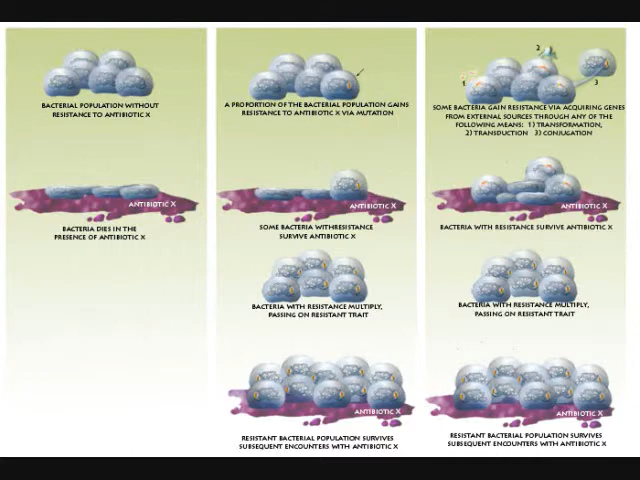 BACTERIAL POPULATION WITHOUT
RESISTANCE TO ANTIBIOTIC X
ANTIBIOTIC X
BACTERIA DIES IN THE
PRESENCE OF ANTIBIOTIC X
A PROPORTION OF THE BACTERIAL POPULATION GAINS
RESISTANCE TO ANTIBIOTIC X VIA MUTATION
ANTIBIOTIC X
SOME BACTERIA WITHRESISTANCE
SURVIVE ANTIBIOTIC X
BACTERIA WITH RESISTANCE MULTIPLY,
PASSING ON RESISTANT TRAIT
ANTIBIOTIC X
RESISTANT BACTERIAL POPULATION SURVIVES
SUBSEQUENT ENCOUNTERS WITH ANTIBIOTIC X
2
1
3
SOME BACTERIA GAIN RESISTANCE VIA ACQUIRING GENES
FROM EXTERNAL SOURCES THROUGH ANY OF THE
FOLLOWING MEANS: 1) TRANSFORMATION,
2) TRANSDUCTION 3) CONJUGATION
ANTIBIOTIC X
BACTERIA WITH RESISTANCE SURVIVE ANTIBIOTIC X
BACTERIA WITH RESISTANCE MULTIPLY,
PASSING ON RESISTANT TRAIT
ANTIBIOTIC X
RESISTANT BACTERIAL POPULATION SURVIVES
SUBSEQUENT ENCOUNTERS WITH ANTIBIOTIC X